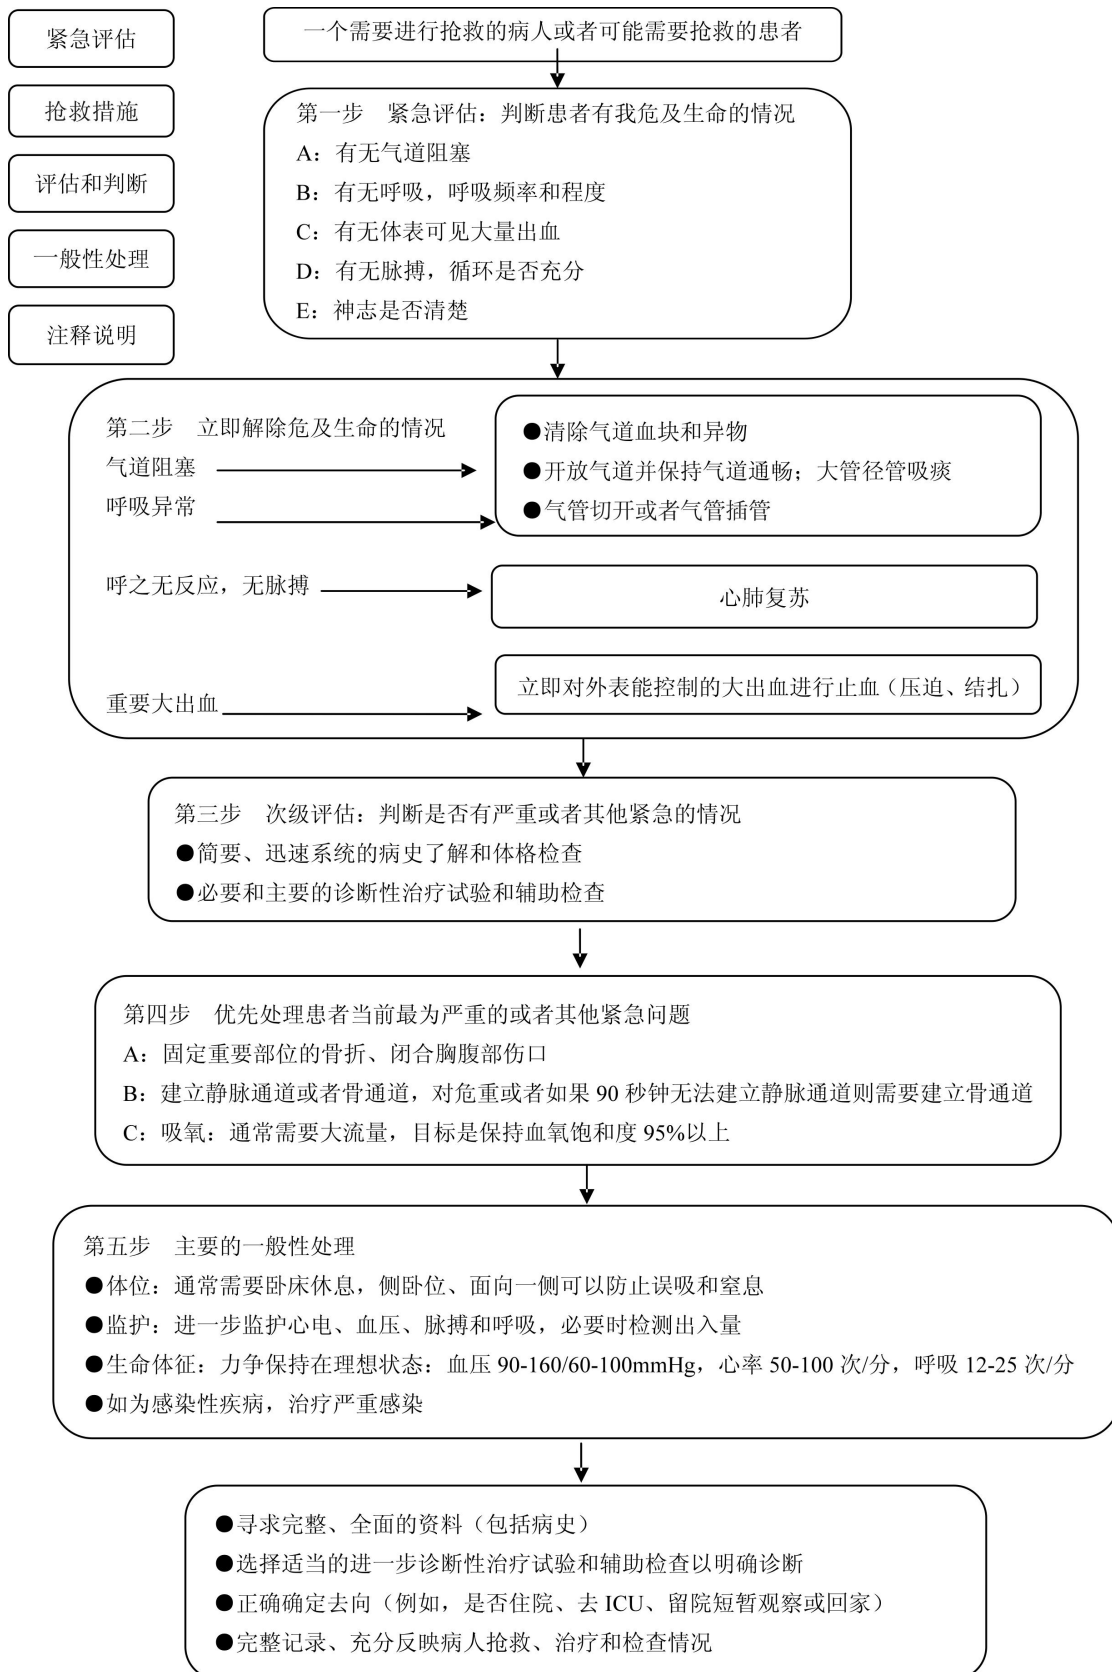 紧急评估
抢救措施
评估和判断
一般性处理
注释说明
一个需要进行抢救的病人或者可能需要抢救的患者
第一步 紧急评估：判断患者有我危及生命的情况
A：有无气道阻塞
B：有无呼吸，呼吸频率和程度
C：有无体表可见大量出血
D：有无脉搏，循环是否充分
E：神志是否清楚
第二步 立即解除危及生命的情况
气道阻塞
呼吸异常
●清除气道血块和异物
●开放气道并保持气道通畅；大管径管吸痰
●气管切开或者气管插管
呼之无反应，无脉搏
心肺复苏
重要大出血
立即对外表能控制的大出血进行止血（压迫、结扎）
第三步 次级评估：判断是否有严重或者其他紧急的情况
●简要、迅速系统的病史了解和体格检查
●必要和主要的诊断性治疗试验和辅助检查
第四步 优先处理患者当前最为严重的或者其他紧急问题
A：固定重要部位的骨折、闭合胸腹部伤口
B：建立静脉通道或者骨通道，对危重或者如果 90 秒钟无法建立静脉通道则需要建立骨通道
C：吸氧：通常需要大流量，目标是保持血氧饱和度 95%以上
第五步 主要的一般性处理
●体位：通常需要卧床休息，侧卧位、面向一侧可以防止误吸和窒息
●监护：进一步监护心电、血压、脉搏和呼吸，必要时检测出入量
●生命体征：力争保持在理想状态：血压 90-160/60-100mmHg，心率 50-100 次/分，呼吸 12-25 次/分
●如为感染性疾病，治疗严重感染
●寻求完整、全面的资料（包括病史）
●选择适当的进一步诊断性治疗试验和辅助检查以明确诊断
●正确确定去向（例如，是否住院、去 ICU、留院短暂观察或回家）
●完整记录、充分反映病人抢救、治疗和检查情况